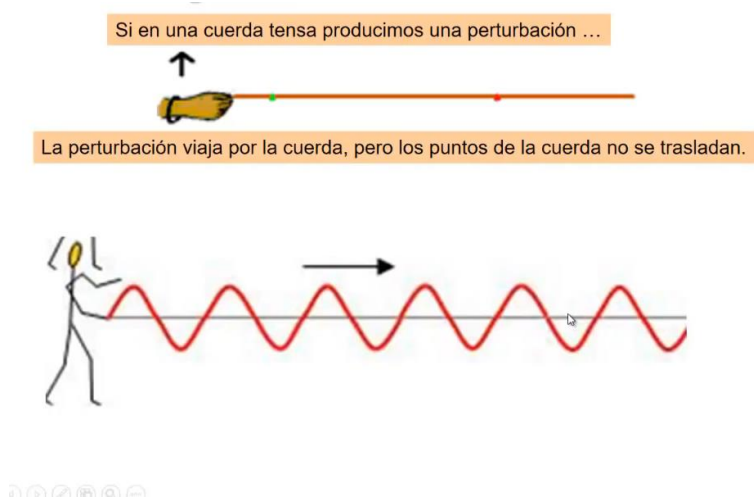 Si en una cuerda tensa producimos una perturbación …
La perturbación viaja por la cuerda, pero los puntos de la cuerda no se trasladan.